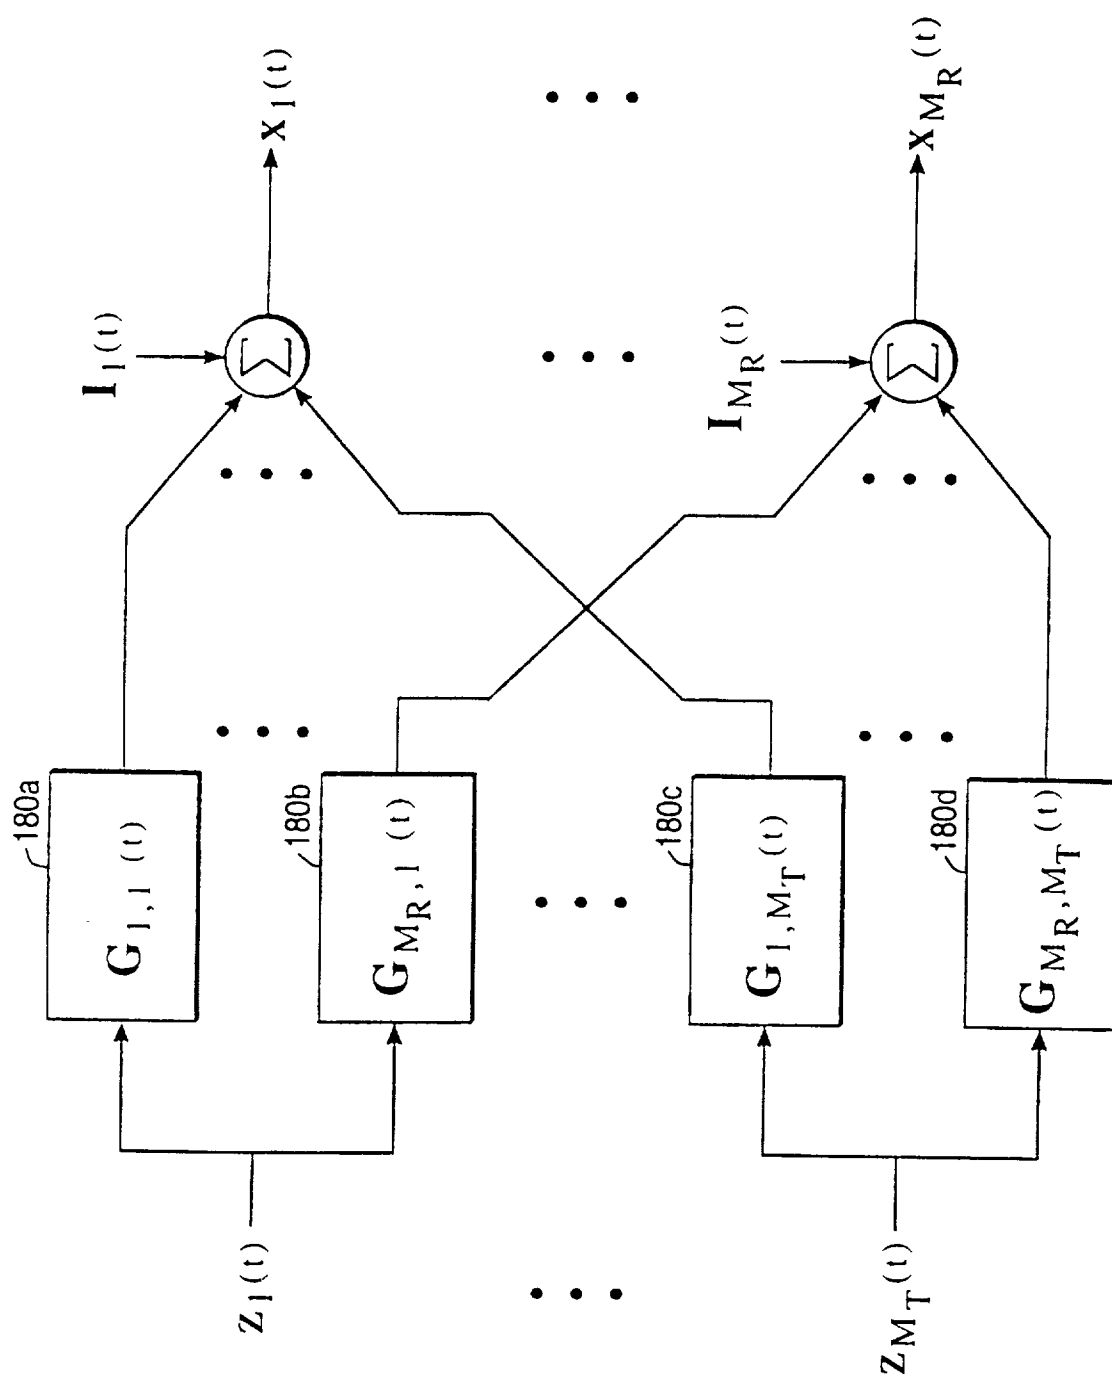 z1(t)
zMT(t)
180a
G1,1(t)
180b
GMR,1(t)
180c
G1,MT(t)
180d
GMR,MT(t)
I1(t)
Σ
x1(t)
IMR(t)
Σ
xMR(t)